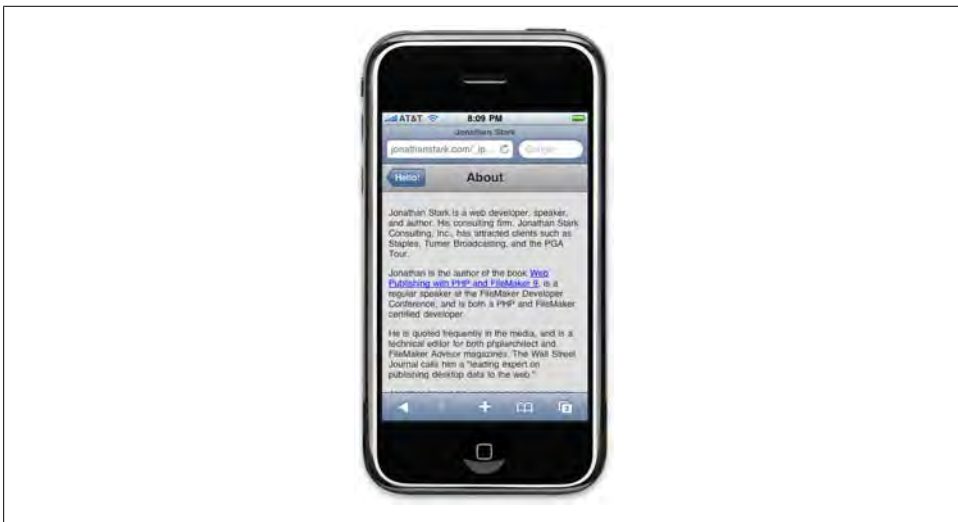 AT&T 8:09 PM
Jonathan Stark
jonathanstark.com/_ip... Google
Hello! About
Jonathan Stark is a web developer, speaker,
and author. His consulting firm, Jonathan Stark
Consulting, Inc., has attracted clients such as
Staples, Turner Broadcasting, and the PGA
Tour.
Jonathan is the author of the book Web
Publishing with PHP and FileMaker 9, is a
regular speaker at the FileMaker Developer
Conference, and is both a PHP and FileMaker
certified developer.
He is quoted frequently in the media, and is a
technical editor for both php|architect and
FileMaker Advisor magazines. The Wall Street
Journal calls him a "leading expert on
publishing desktop data to the web."